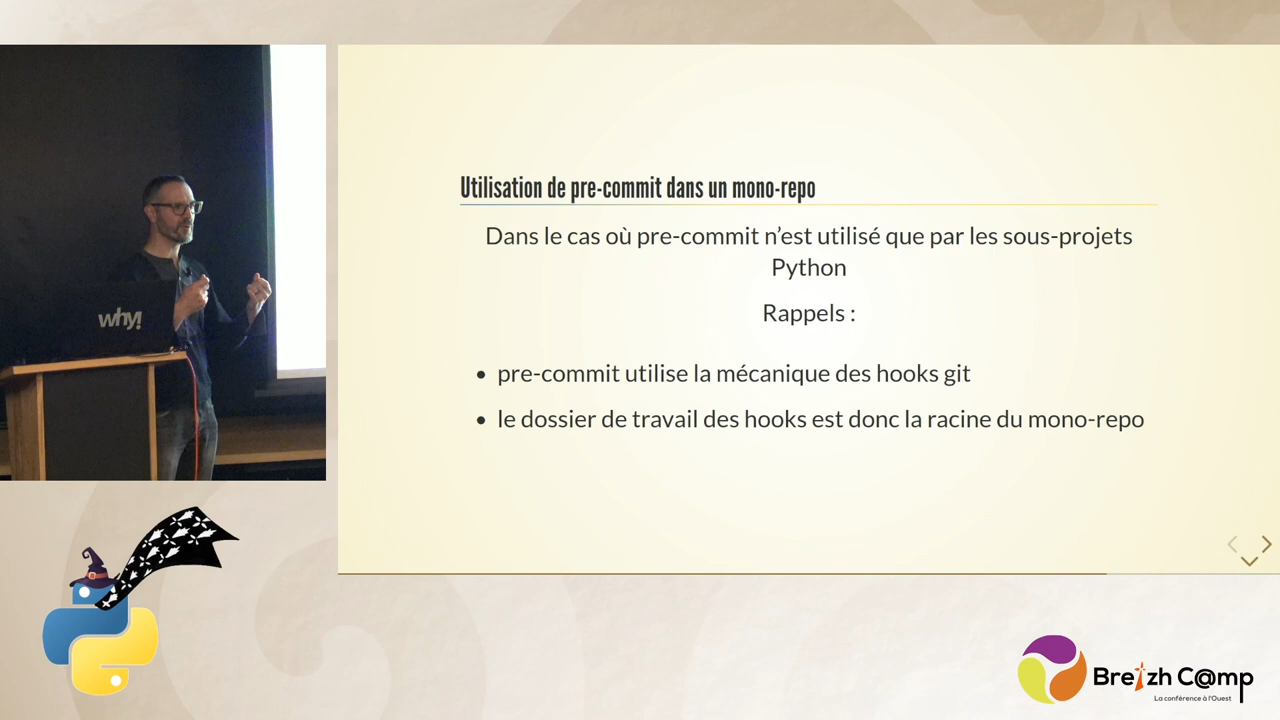 Utilisation de pre-commit dans un mono-repo
Dans le cas où pre-commit n'est utilisé que par les sous-projets
Python
Rappels :
• pre-commit utilise la mécanique des hooks git
• le dossier de travail des hooks est donc la racine du mono-repo
why!
Breizh C@mp
La conférence à l'Ouest